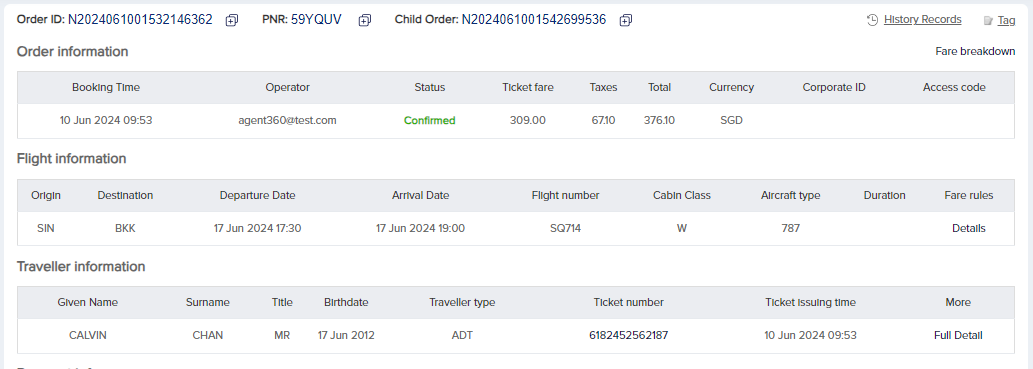 Order ID: N2024061001532146362 PNR: 59YQUV Child Order: N2024061001542699536 History Records Tag
Order information Fare breakdown
Booking Time Operator Status Ticket fare Taxes Total Currency Corporate ID Access code
10 Jun 2024 09:53 agent360@test.com Confirmed 309.00 67.10 376.10 SGD
Flight information
Origin Destination Departure Date Arrival Date Flight number Cabin Class Aircraft type Duration Fare rules
SIN BKK 17 Jun 2024 17:30 17 Jun 2024 19:00 SQ714 W 787 Details
Traveller information
Given Name Surname Title Birthdate Traveller type Ticket number Ticket issuing time More
CALVIN CHAN MR 17 Jun 2012 ADT 6182452562187 10 Jun 2024 09:53 Full Detail